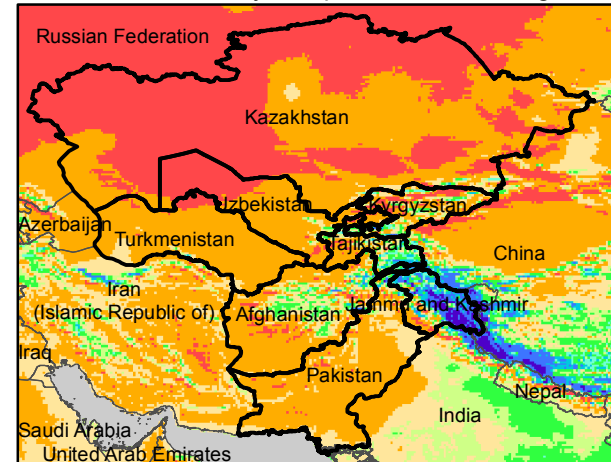 Russian Federation
Kazakhstan
Uzbekistan
Kyrgyzstan
Azerbaijan
Turkmenistan
Tajikistan
China
Iran
(Islamic Republic of)
Afghanistan
Jammu and Kashmir
Iraq
Pakistan
Nepal
India
Saudi Arabia
United Arab Emirates